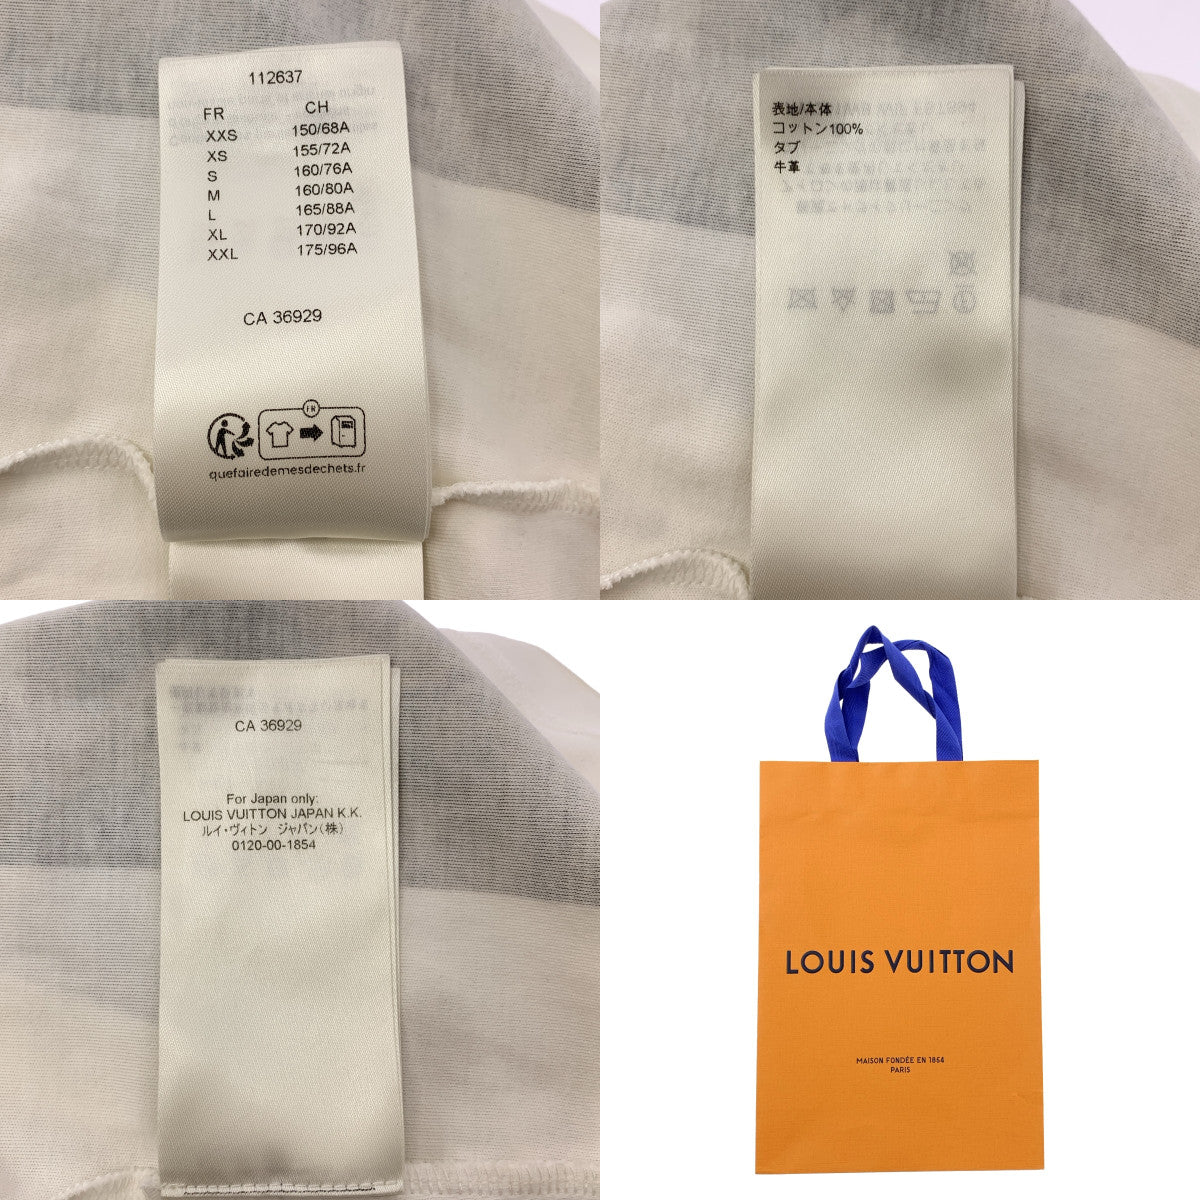 112637
FR CH
XXS 150/68A
XS 155/72A
S 160/76A
M 160/80A
L 165/88A
XL 170/92A
XXL 175/96A
CA 36929
FR
quefairedemesdechets.fr
表地/本体
コットン100%
タブ
牛革
CA 36929
For Japan only:
LOUIS VUITTON JAPAN K.K.
ルイ・ヴィトン ジャパン(株)
0120-00-1854
LOUIS VUITTON
MAISON FONDÉE EN 1854
PARIS